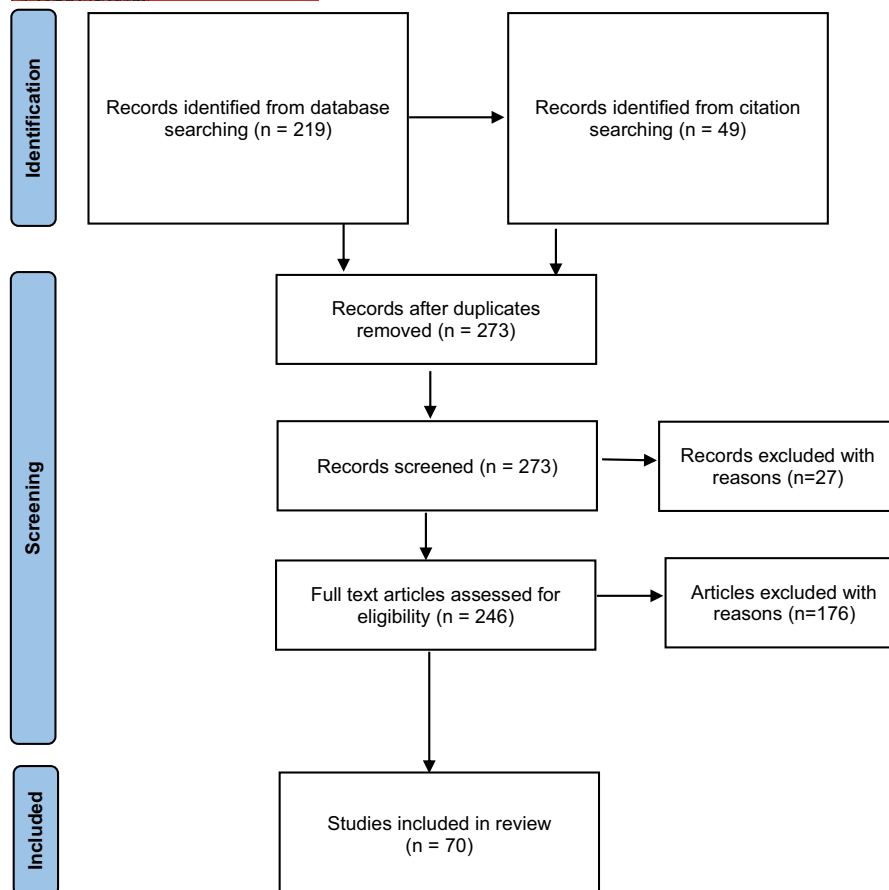 Identification
Records identified from database
searching (n = 219)
Records identified from citation
searching (n = 49)
Screening
Records after duplicates
removed (n = 273)
Records screened (n = 273)
Records excluded with
reasons (n=27)
Full text articles assessed for
eligibility (n = 246)
Articles excluded with
reasons (n=176)
Included
Studies included in review
(n = 70)